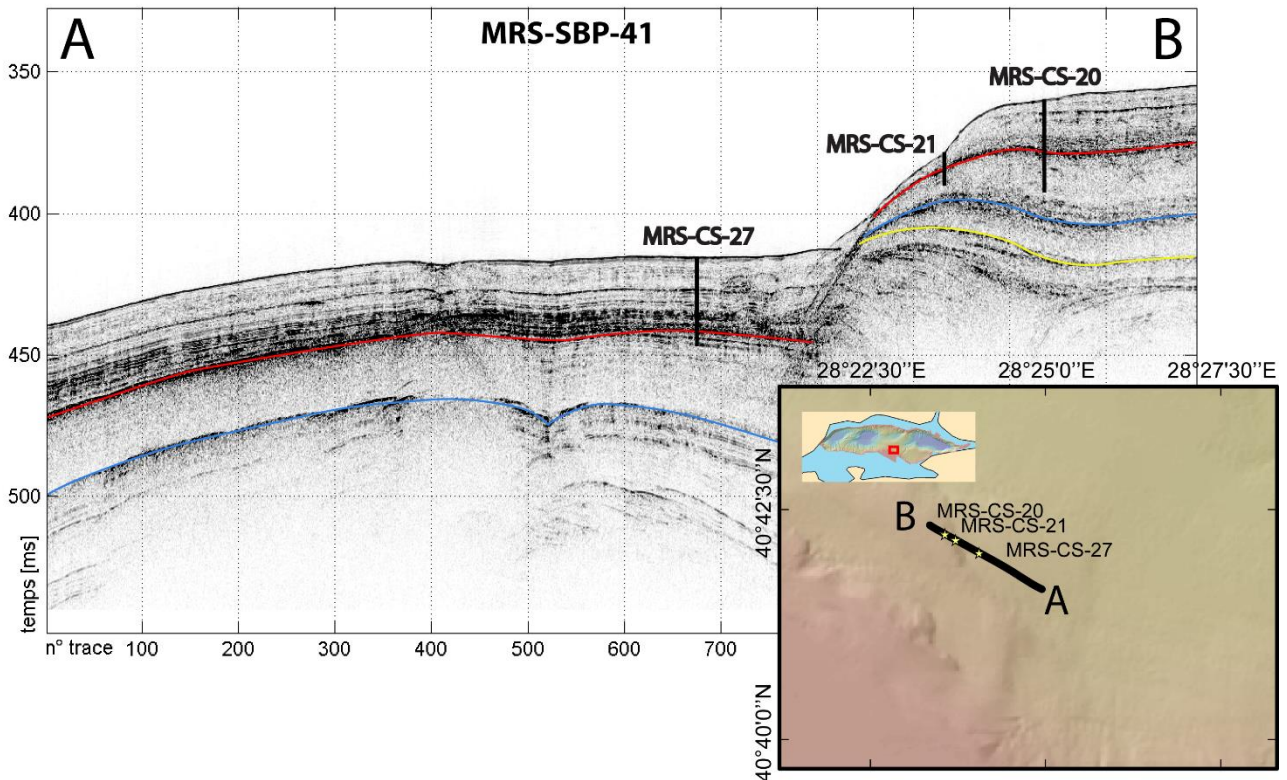 A
MRS-SBP-41
B
350
MRS-CS-20
MRS-CS-21
400
MRS-CS-27
450
28°22'30''E
28°25'0''E
28°27'30''E
500
temps [ms]
n° trace
100
200
300
400
500
600
700
40°42'30''N
40°40'0''N
B
MRS-CS-20
MRS-CS-21
MRS-CS-27
A